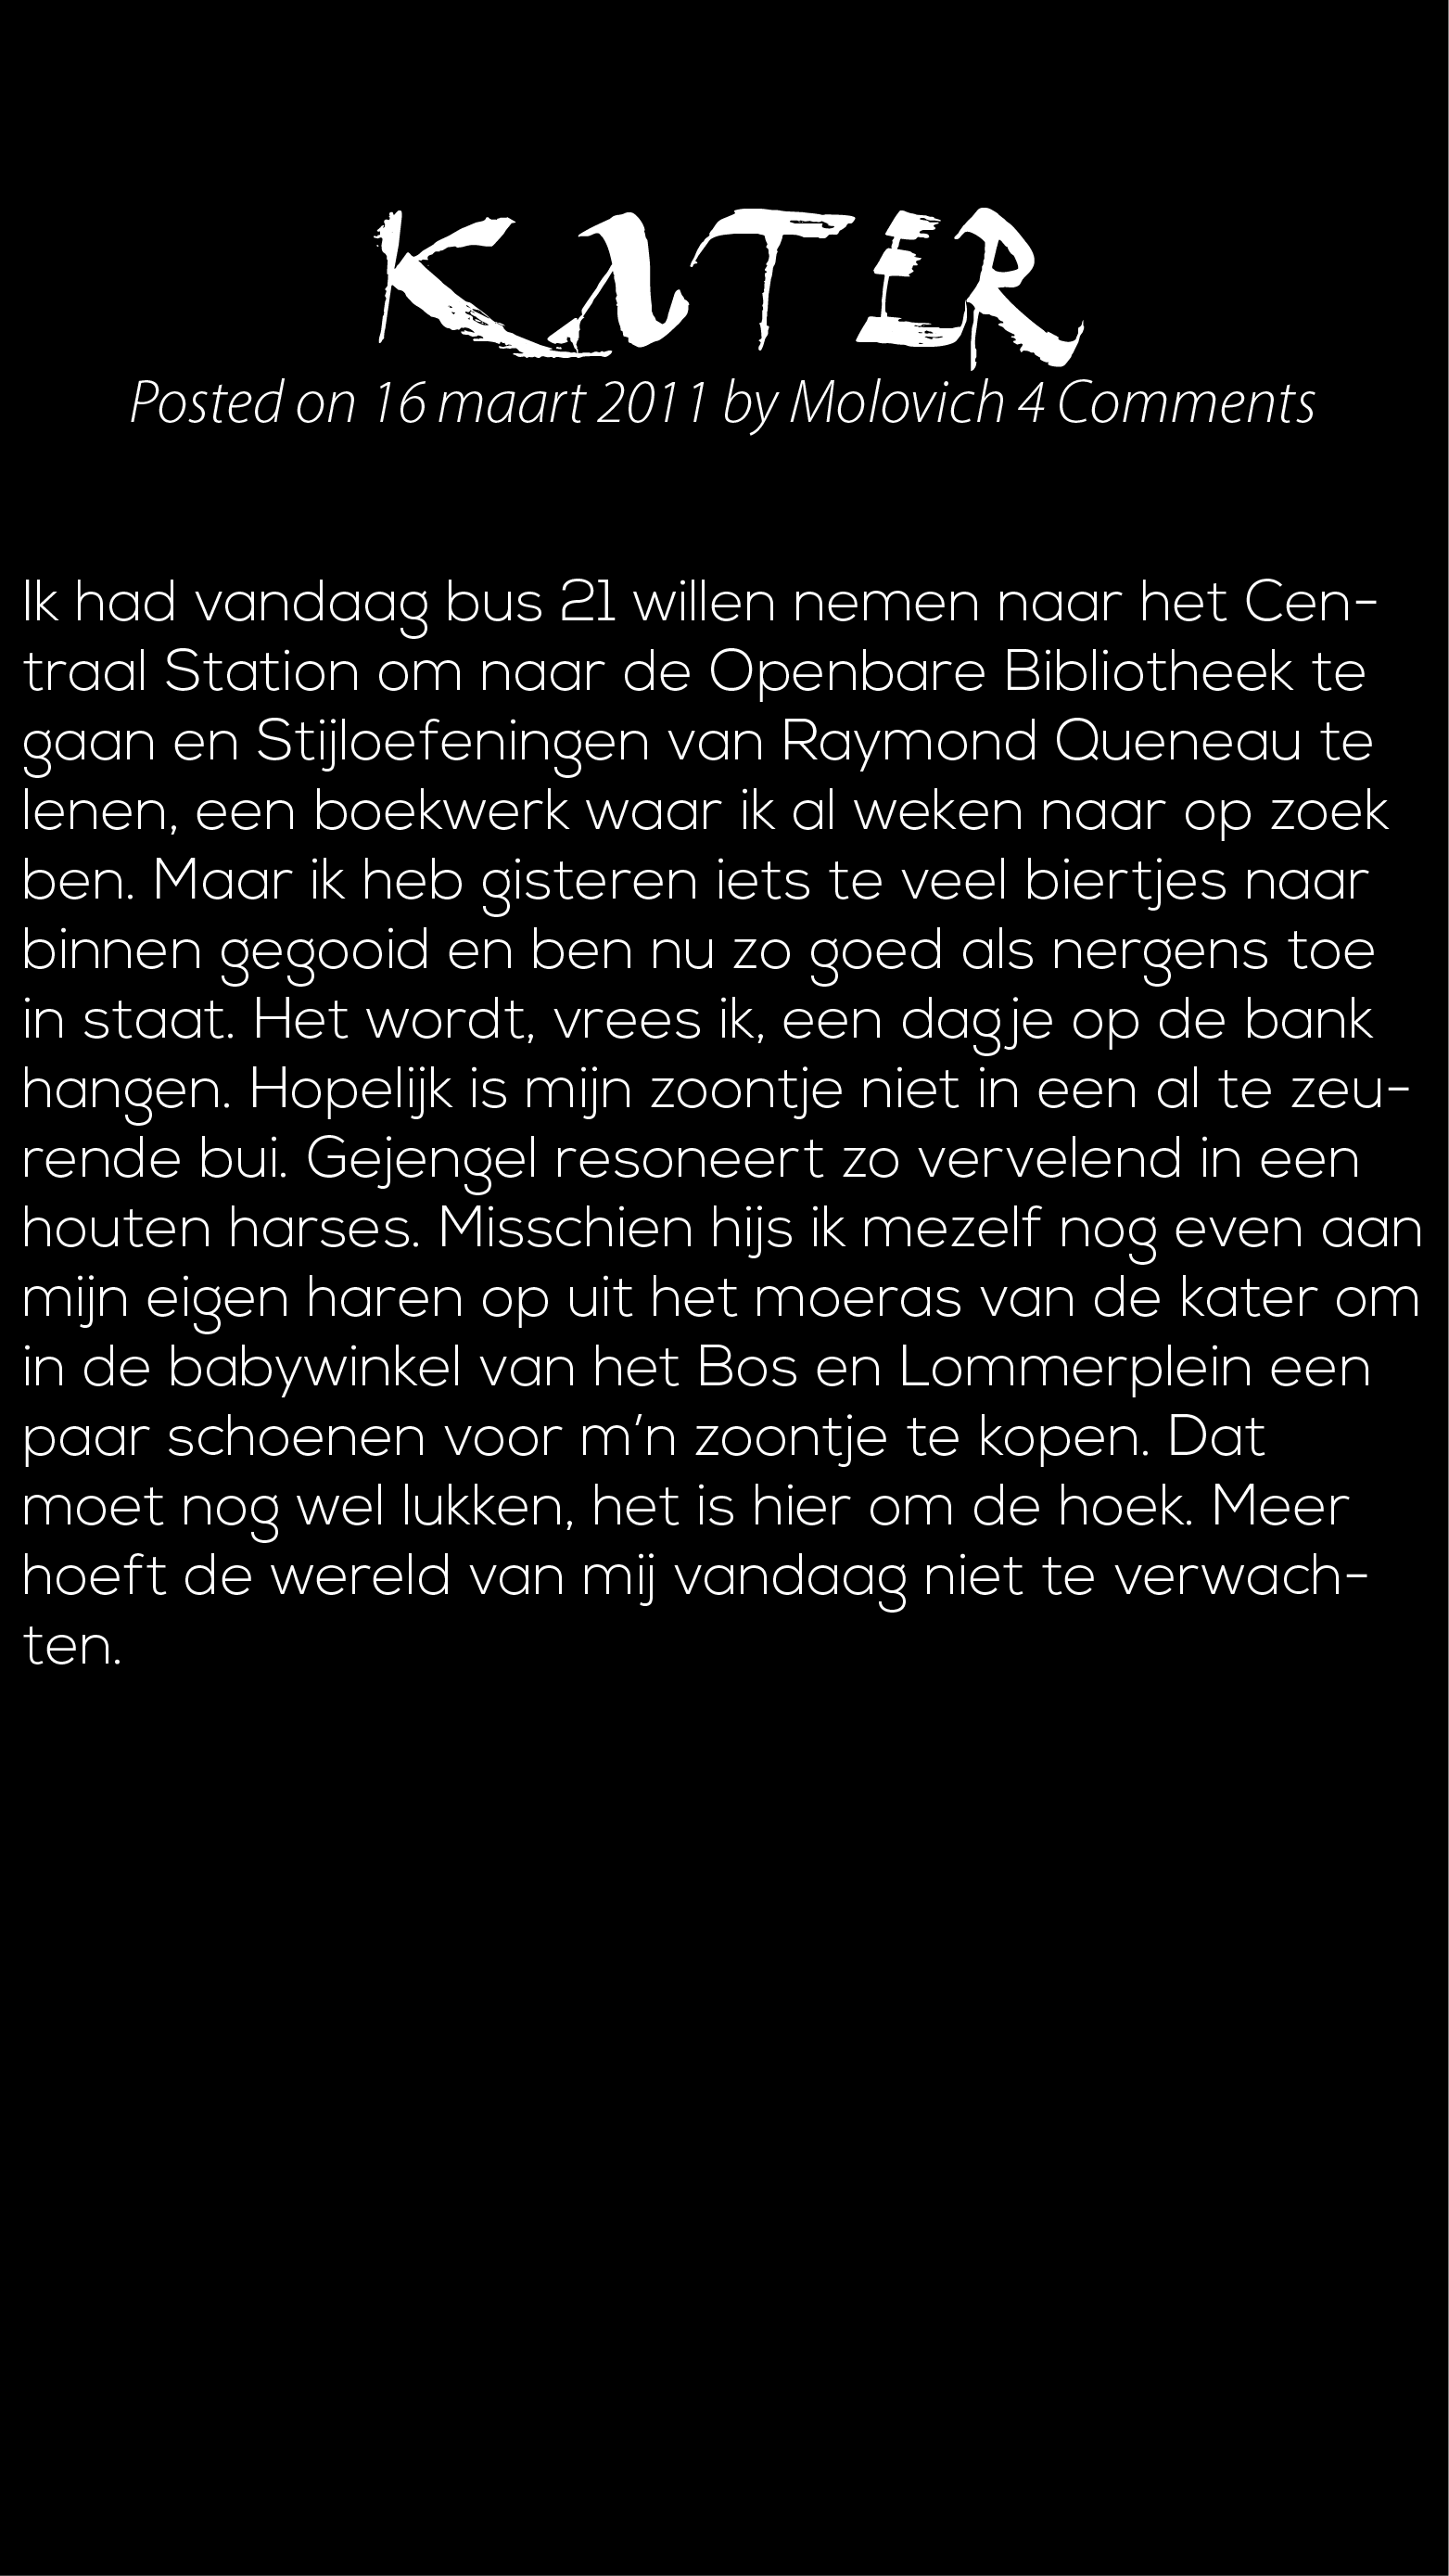 KATER
Posted on 16 maart 2011 by Molovich 4 Comments
Ik had vandaag bus 21 willen nemen naar het Cen-
traal Station om naar de Openbare Bibliotheek te
gaan en Stijloefeningen van Raymond Queneau te
lenen, een boekwerk waar ik al weken naar op zoek
ben. Maar ik heb gisteren iets te veel biertjes naar
binnen gegooid en ben nu zo goed als nergens toe
in staat. Het wordt, vrees ik, een dagje op de bank
hangen. Hopelijk is mijn zoontje niet in een al te zeu-
rende bui. Gejengel resoneert zo vervelend in een
houten harses. Misschien hijs ik mezelf nog even aan
mijn eigen haren op uit het moeras van de kater om
in de babywinkel van het Bos en Lommerplein een
paar schoenen voor m’n zoontje te kopen. Dat
moet nog wel lukken, het is hier om de hoek. Meer
hoeft de wereld van mij vandaag niet te verwach-
ten.